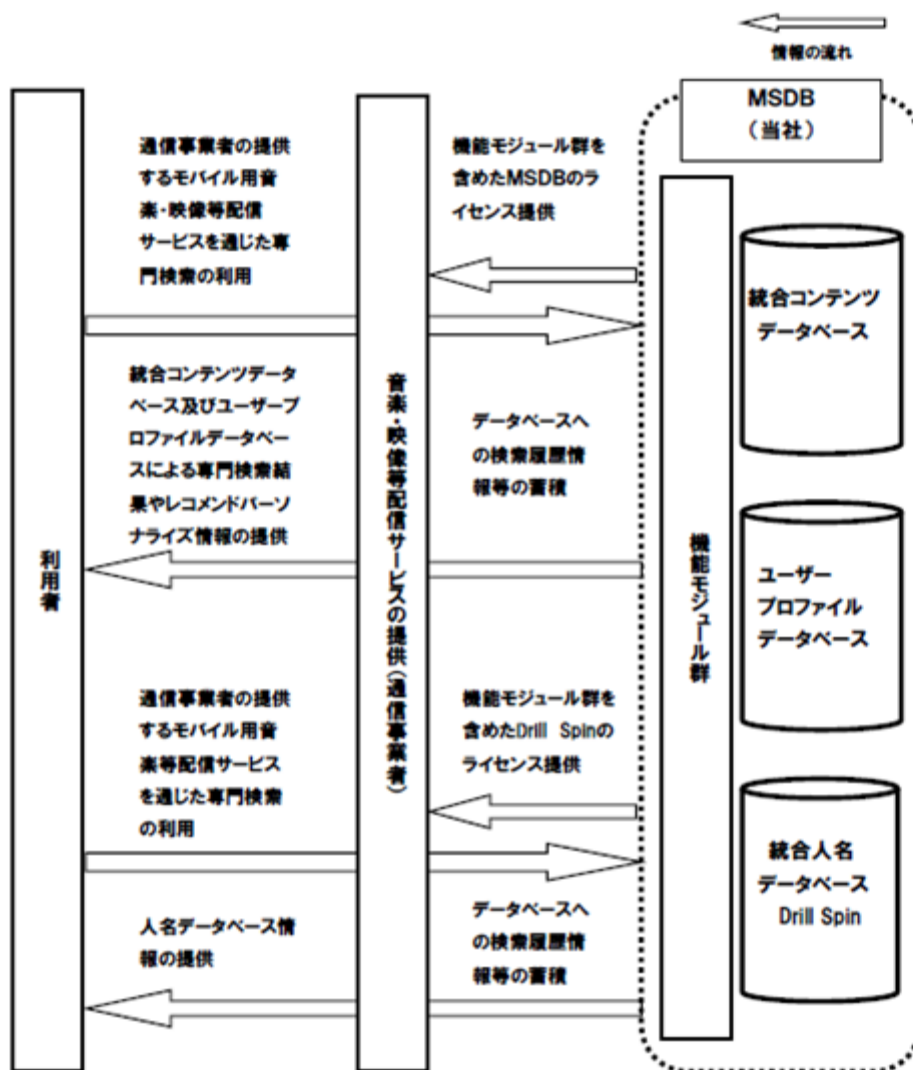 情報の流れ
MSDB
（当社）
通信事業者の提供
するモバイル用音
楽・映像等配信
サービスを通じた専
門検索の利用
機能モジュール群を
含めたMSDBのラ
イセンス提供
統合コンテンツ
データベース
統合コンテンツデータ
ベース及びユーザープ
ロファイルデータベー
スによる専門検索結
果やレコメンドパーソ
ナライズ情報の提供
データベースへ
の検索履歴情
報等の蓄積
利用者
音楽・映像等配信サービスの提供（通信事業者）
機能モジュール群
ユーザー
プロファイル
データベース
通信事業者の提供
するモバイル用音
楽等配信サービス
を通じた専門検索
の利用
機能モジュール群を
含めたDrill Spinの
ライセンス提供
統合人名
データベース
Drill Spin
人名データベース情
報の提供
データベースへ
の検索履歴情
報等の蓄積